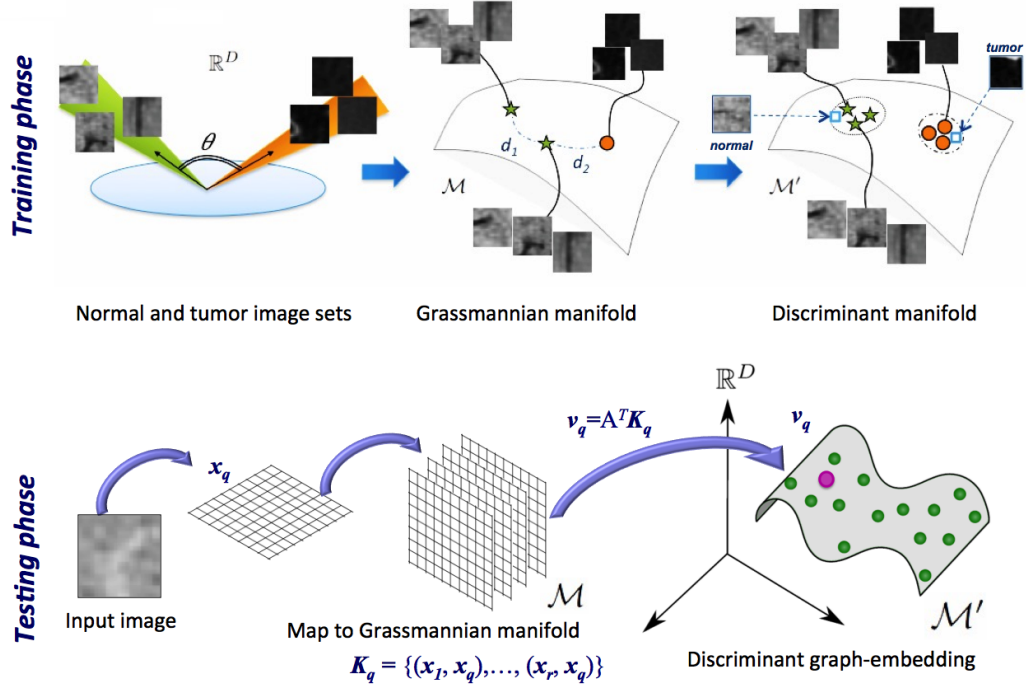 Training phase
ℝ^D
θ
d₁
d₂
ℳ
tumor
normal
ℳ′
Normal and tumor image sets
Grassmannian manifold
Discriminant manifold
Testing phase
x_q
v_q=A^T K_q
ℝ^D
v_q
Input image
ℳ
ℳ′
Map to Grassmannian manifold
K_q = {(x₁, x_q),…, (x_r, x_q)}
Discriminant graph-embedding